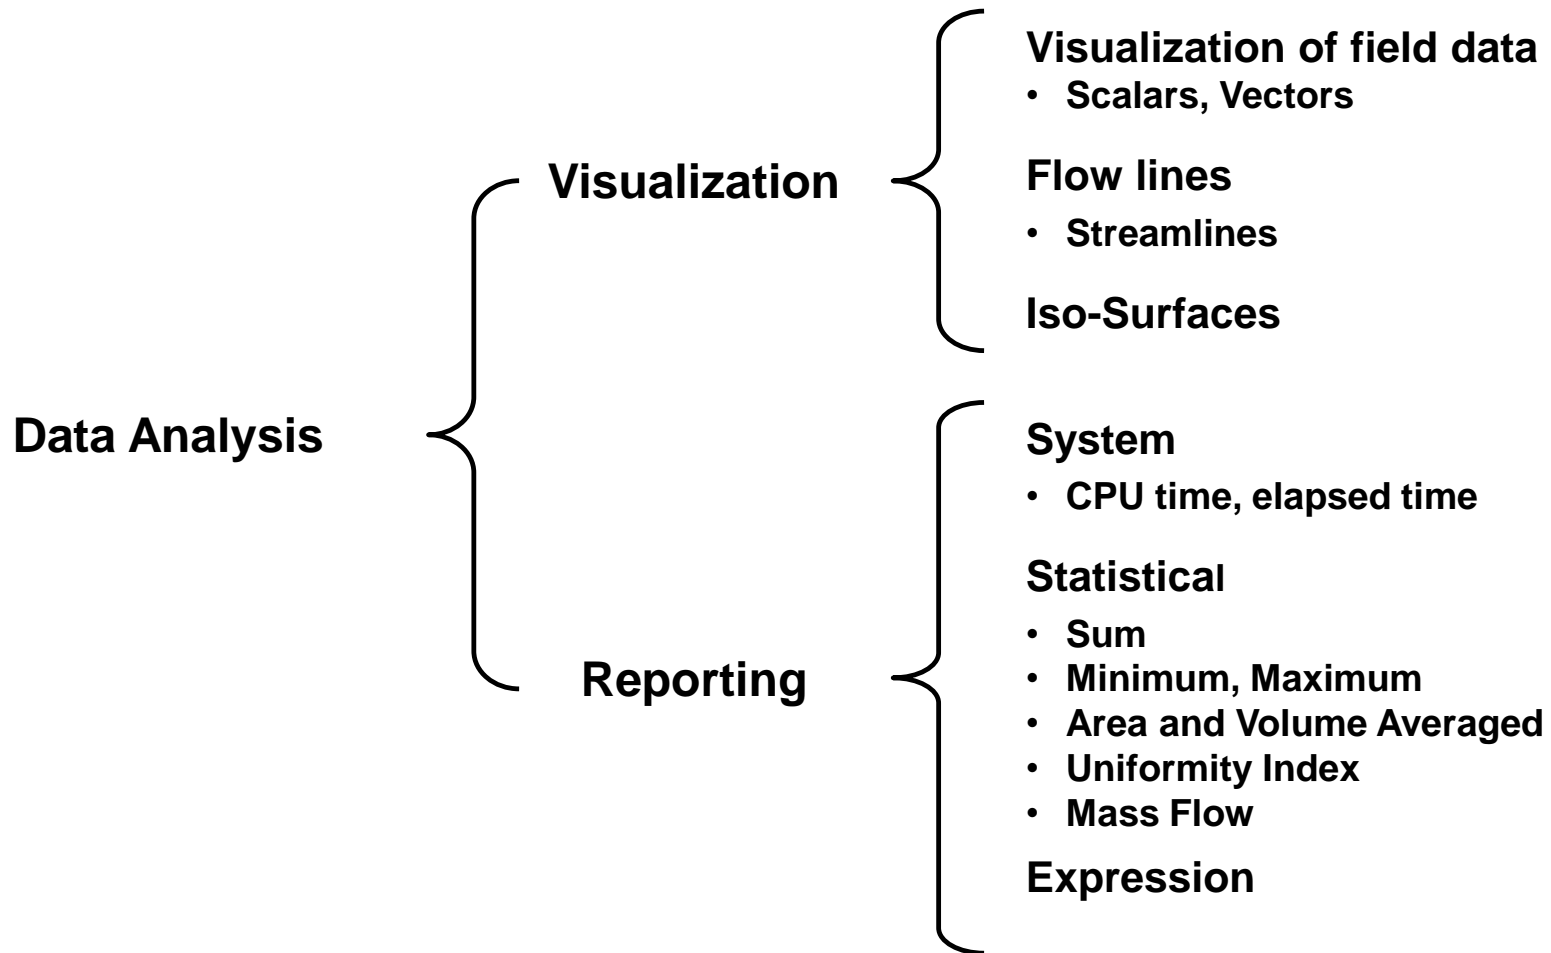 Data Analysis
Visualization
Visualization of field data
• Scalars, Vectors
Flow lines
• Streamlines
Iso-Surfaces
Reporting
System
• CPU time, elapsed time
Statistical
• Sum
• Minimum, Maximum
• Area and Volume Averaged
• Uniformity Index
• Mass Flow
Expression